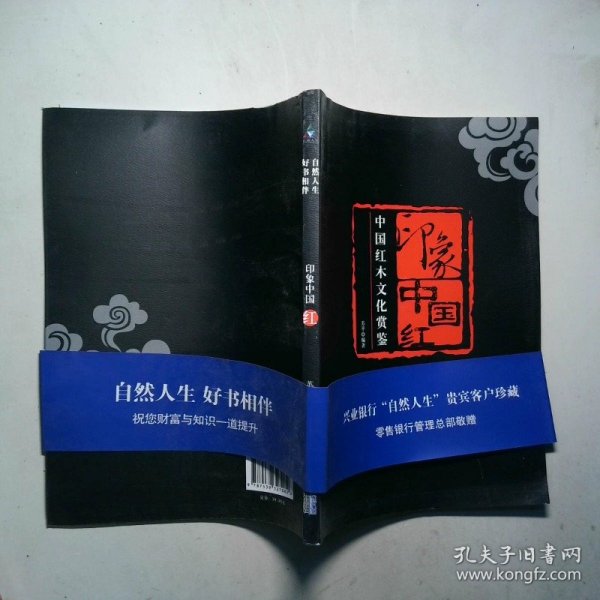 自然人生
好书相伴
印象中国红
印象
中国
红
中国红木文化赏鉴
编著
自然人生 好书相伴
祝您财富与知识一道提升
兴业银行“自然人生”贵宾客户珍藏
零售银行管理总部敬赠
孔夫子旧书网
www.kongfz.com